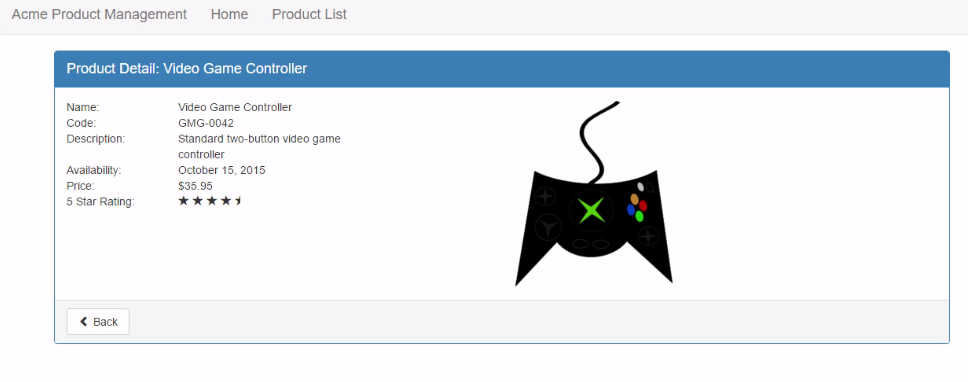 Acme Product Management Home Product List
Product Detail: Video Game Controller
Name: Video Game Controller
Code: GMG-0042
Description: Standard two-button video game
controller
Availability: October 15, 2015
Price: $35.95
5 Star Rating:
Back